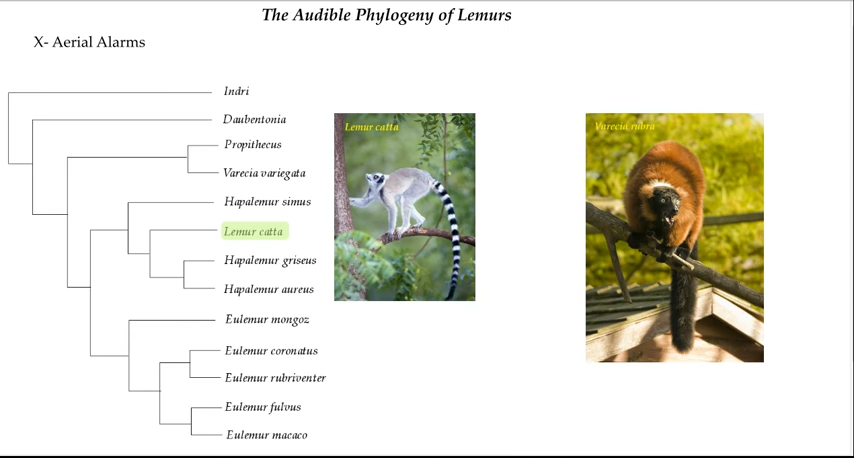 The Audible Phylogeny of Lemurs
X- Aerial Alarms
Indri
Daubentonia
Propithecus
Varecia variegata
Hapalemur simus
Lemur catta
Hapalemur griseus
Hapalemur aureus
Eulemur mongoz
Eulemur coronatus
Eulemur rubriventer
Eulemur fulvus
Eulemur macaco
Lemur catta
Varecia rubra